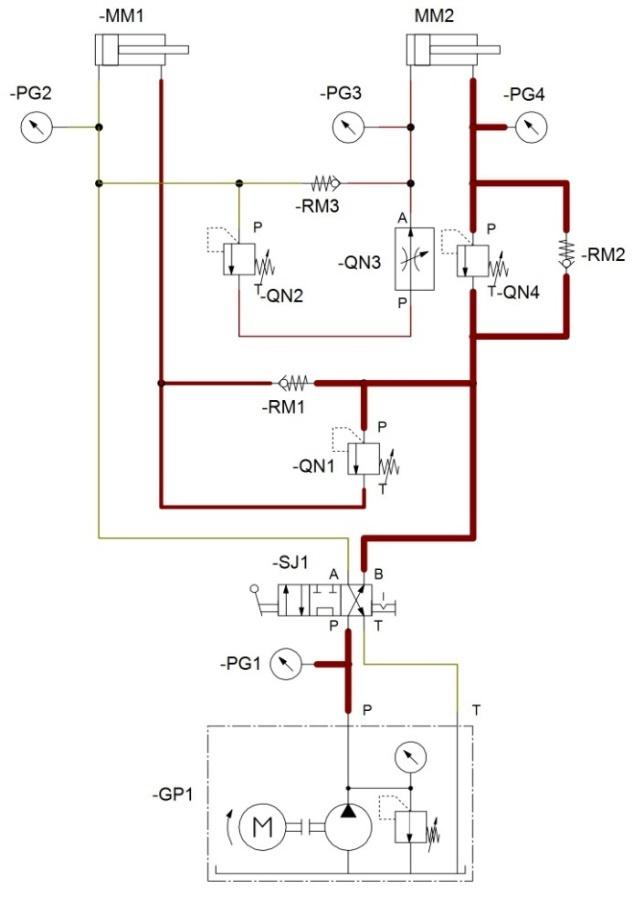 -MM1 MM2
-PG2 -PG3 -PG4
-RM3
P A P
-QN3 -RM2
T -QN2 T -QN4
P
-RM1
P
-QN1
T
-SJ1 A B
P T
-PG1
P T
-GP1
M